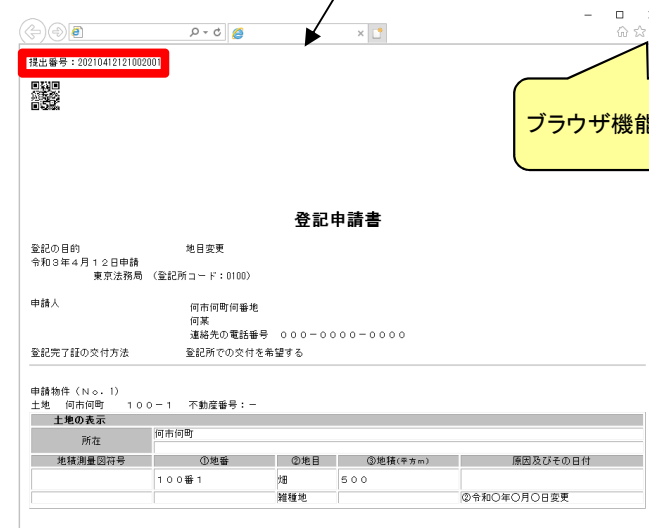 提出番号：20210412121002001
ブラウザ機能
登記申請書
登記の目的　地目変更
令和３年４月１２日申請
東京法務局　（登記所コード：0100）
申請人　何市何町何番地
何某
連絡先の電話番号　０００－００００－００００
登記完了証の交付方法　登記所での交付を希望する
申請物件（Ｎｏ．1）
土地　何市何町　１００－１　不動産番号：－
土地の表示
所在　何市何町
地積測量図符号　①地番　②地目　③地積(平方m)　原因及びその日付
１００番１　畑　５００
雑種地　②令和〇年〇月〇日変更